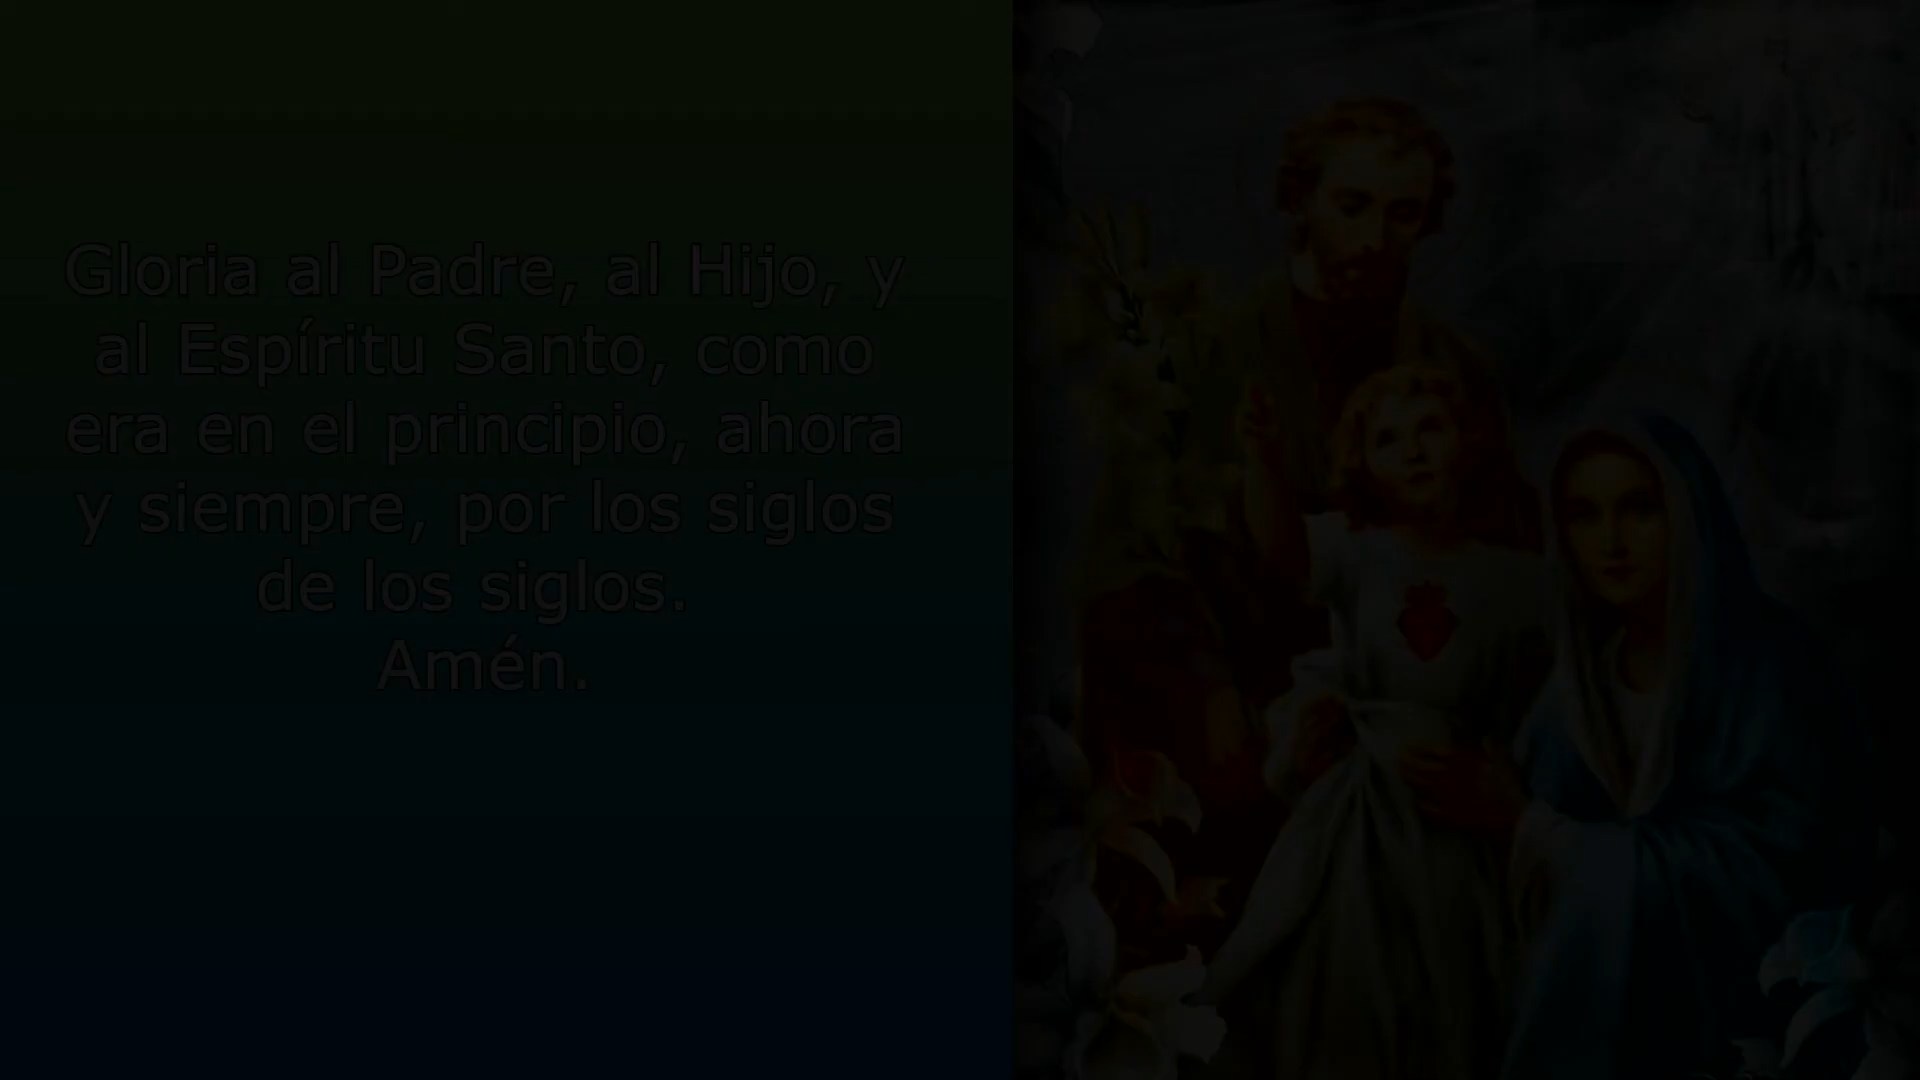 Gloria al Padre, al Hijo, y
al Espíritu Santo, como
era en el principio, ahora
y siempre, por los siglos
de los siglos.
Amén.